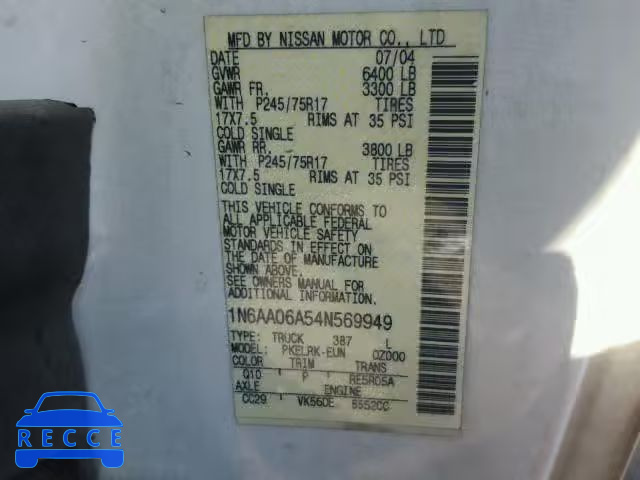 MFD BY NISSAN MOTOR CO., LTD
DATE 07/04
GVWR 6400 LB
GAWR FR. 3300 LB
WITH P245/75R17 TIRES
17X7.5 RIMS AT 35 PSI
COLD SINGLE
GAWR RR. 3800 LB
WITH P245/75R17 TIRES
17X7.5 RIMS AT 35 PSI
COLD SINGLE
THIS VEHICLE CONFORMS TO
ALL APPLICABLE FEDERAL
MOTOR VEHICLE SAFETY
STANDARDS IN EFFECT ON
THE DATE OF MANUFACTURE
SHOWN ABOVE.
SEE OWNERS MANUAL FOR
ADDITIONAL INFORMATION.
1N6AA06A54N569949
TYPE: TRUCK 387 L
MODEL: PKELRK-EUN OZ000
COLOR TRIM TRANS
Q10 P RE5R05A
AXLE ENGINE
CC29 VK56DE 5552CC
RECCE